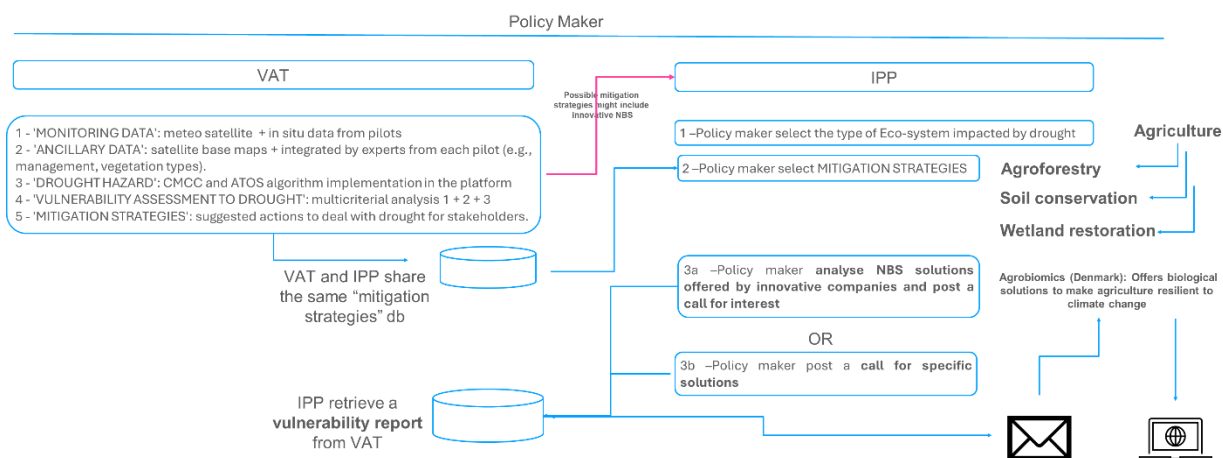 Policy Maker
VAT
1 - 'MONITORING DATA': meteo satellite + in situ data from pilots
2 - 'ANCILLARY DATA': satellite base maps + integrated by experts from each pilot (e.g.,
management, vegetation types).
3 - 'DROUGHT HAZARD': CMCC and ATOS algorithm implementation in the platform
4 - 'VULNERABILITY ASSESSMENT TO DROUGHT': multicriterial analysis 1 + 2 + 3
5 - 'MITIGATION STRATEGIES': suggested actions to deal with drought for stakeholders.
VAT and IPP share
the same “mitigation
strategies” db
IPP retrieve a
vulnerability report
from VAT
Possible mitigation
strategies might include
innovative NBS
IPP
1 –Policy maker select the type of Eco-system impacted by drought
2 –Policy maker select MITIGATION STRATEGIES
Agriculture
Agroforestry
Soil conservation
Wetland restoration
3a –Policy maker analyse NBS solutions
offered by innovative companies and post a
call for interest
OR
3b –Policy maker post a call for specific
solutions
Agrobiomics (Denmark): Offers biological
solutions to make agriculture resilient to
climate change